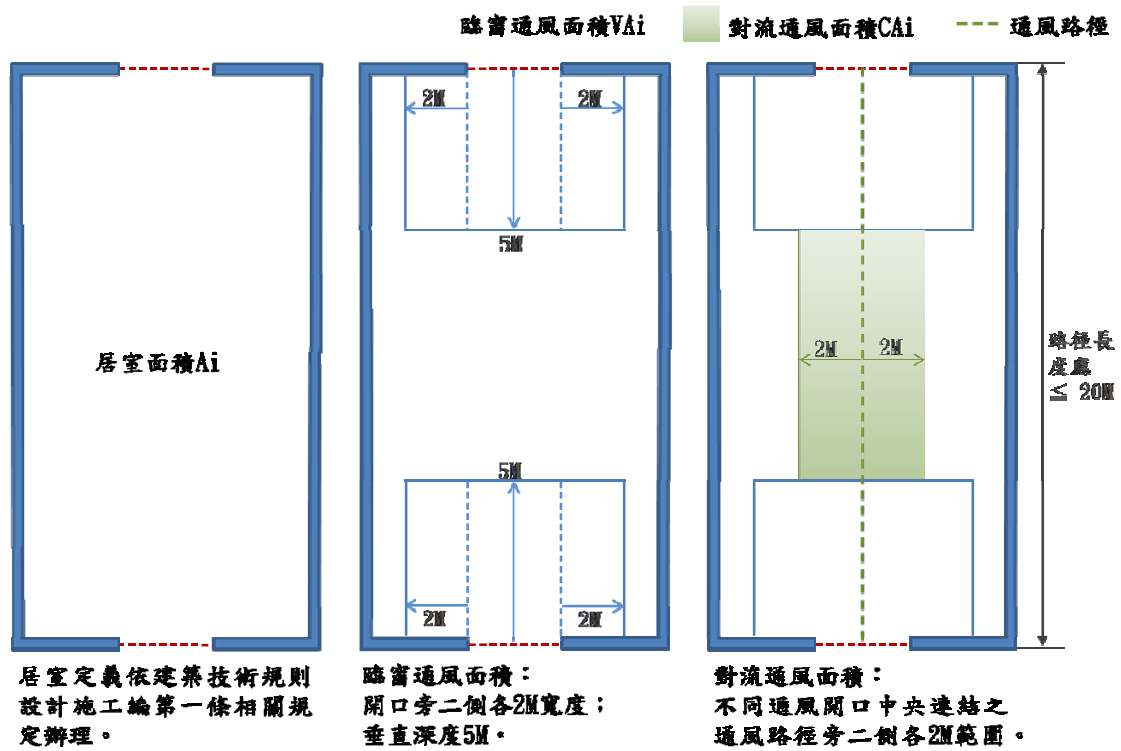 臨窗通風面積VAi
對流通風面積CAi
通風路徑
居室面積Ai
2M
2M
5M
5M
2M
2M
2M
2M
路徑長
度處
≦ 20M
居室定義依建築技術規則
設計施工編第一條相關規
定辦理。
臨窗通風面積：
開口旁二側各2M寬度；
垂直深度5M。
對流通風面積：
不同通風開口中央連結之
通風路徑旁二側各2M範圍。